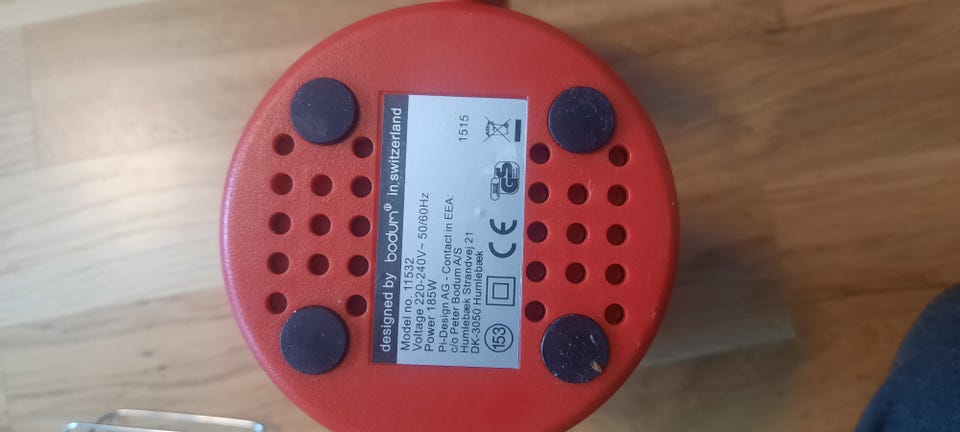 designed by bodum® in switzerland
Model no. 11532
Voltage 220-240V~ 50/60Hz
Power 185W
1515
Pi-Design AG - Contact in EEA:
c/o Peter Bodum A/S
Humlebæk Strandvej 21
DK-3050 Humlebæk
153
CE
GS